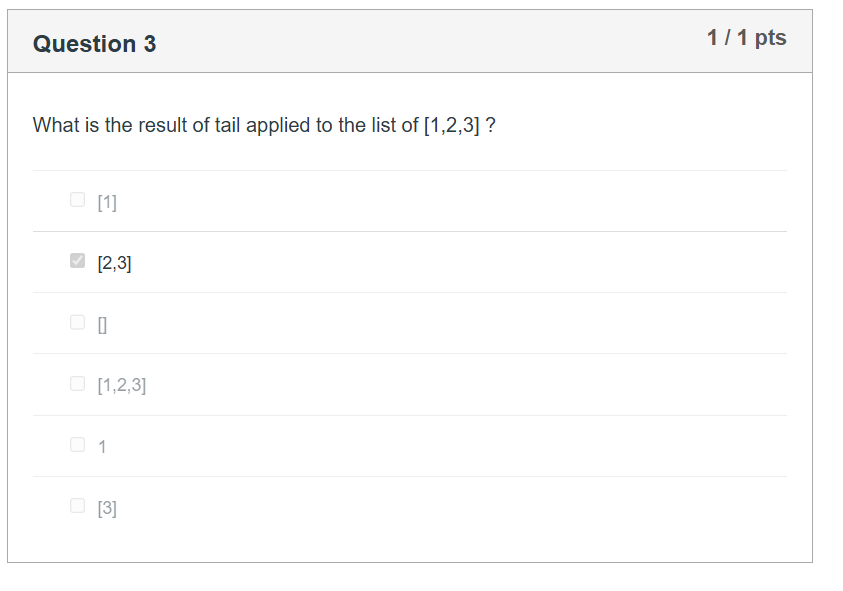 Question 3
1 / 1 pts
What is the result of tail applied to the list of [1,2,3] ?
[1]
[2,3]
[]
[1,2,3]
1
[3]